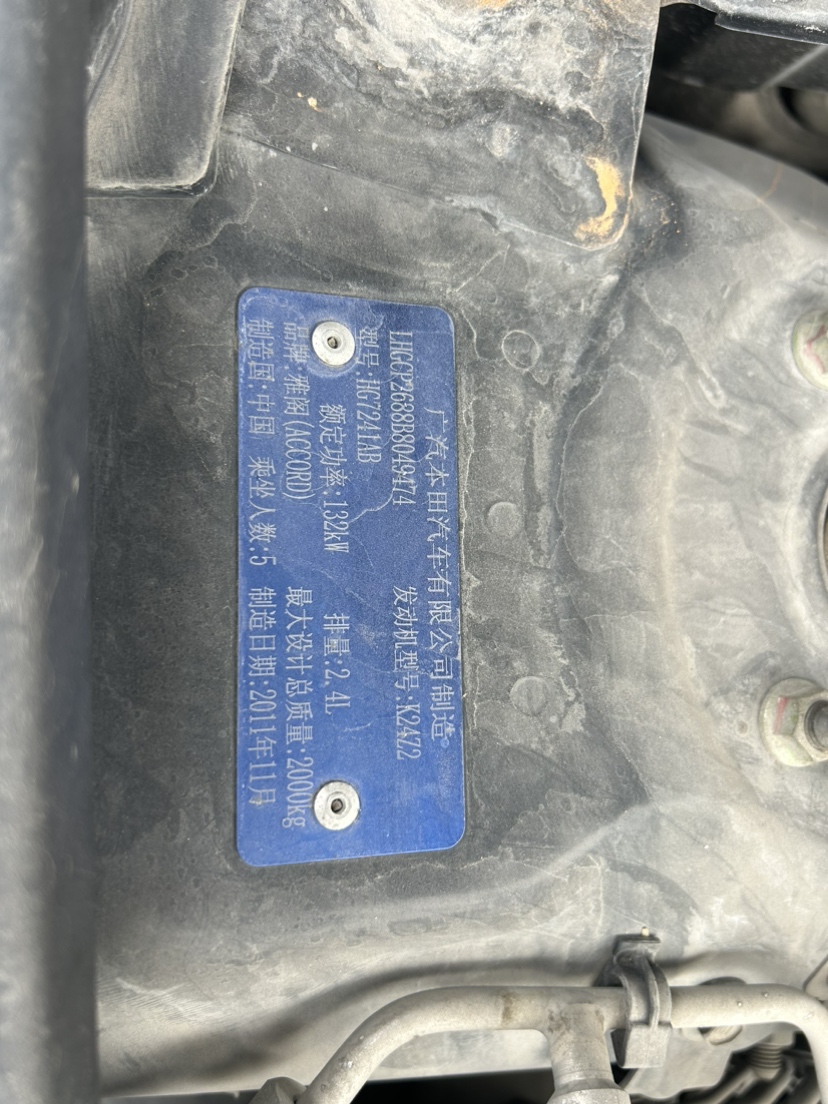 广汽本田汽车有限公司制造
LHGCP2688B8049474 发动机型号:K24Z2
型号:HG7241AB
额定功率:132kW 排量:2.4L
品牌:雅阁(ACCORD) 最大设计总质量:2000kg
制造国:中国 乘坐人数:5 制造日期:2011年11月